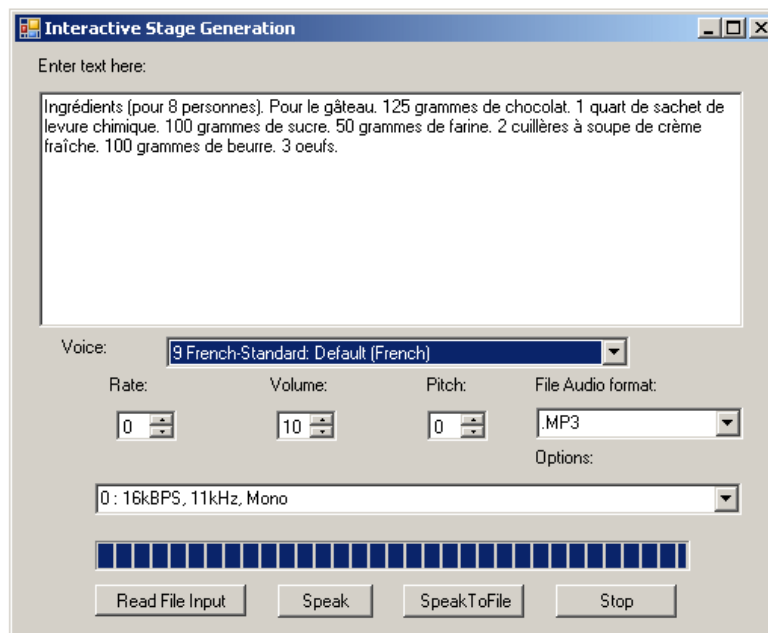 Interactive Stage Generation
Enter text here:
Ingrédients (pour 8 personnes). Pour le gâteau. 125 grammes de chocolat. 1 quart de sachet de
levure chimique. 100 grammes de sucre. 50 grammes de farine. 2 cuillères à soupe de crème
fraîche. 100 grammes de beurre. 3 oeufs.
Voice:
9 French-Standard: Default (French)
Rate:
Volume:
Pitch:
File Audio format:
0
10
0
.MP3
Options:
0 : 16kBPS, 11kHz, Mono
Read File Input
Speak
SpeakToFile
Stop